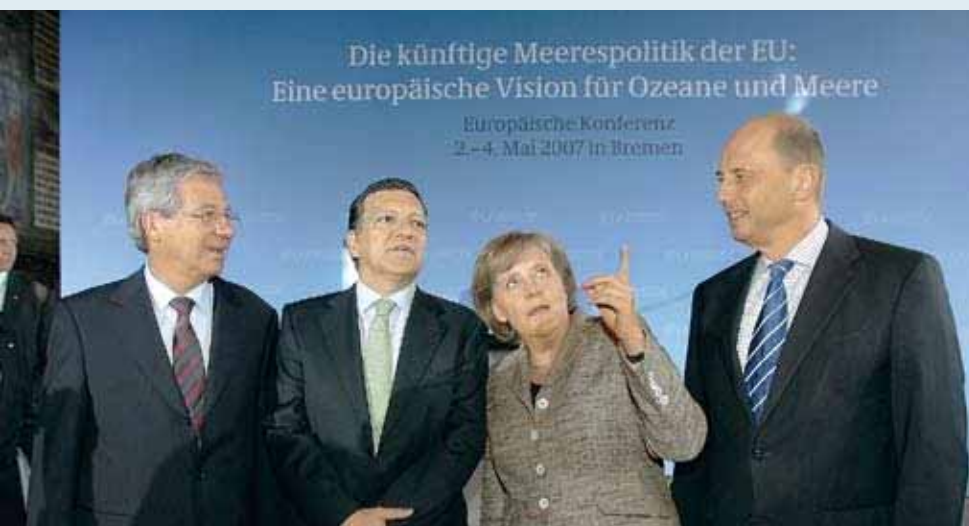 Die künftige Meerespolitik der EU:
Eine europäische Vision für Ozeane und Meere
Europäische Konferenz
2.–4. Mai 2007 in Bremen